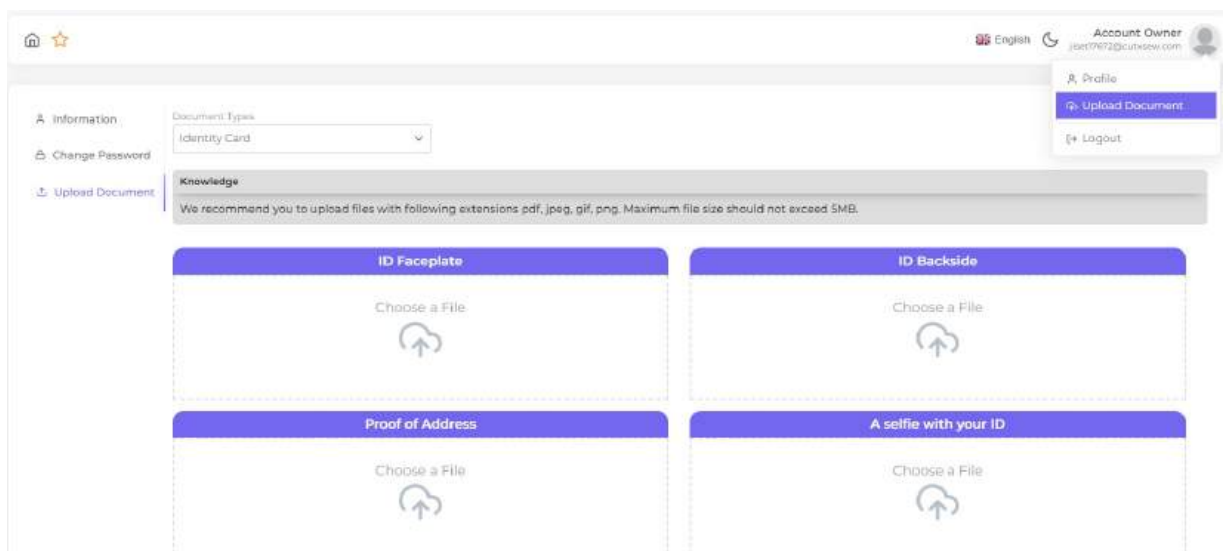 English
Account Owner
Profile
Upload Document
Logout
Information
Change Password
Upload Document
Document Types
Identity Card
Knowledge
We recommend you to upload files with following extensions pdf, jpeg, gif, png. Maximum file size should not exceed 5MB.
ID Faceplate
ID Backside
Choose a File
Choose a File
Proof of Address
A selfie with your ID
Choose a File
Choose a File